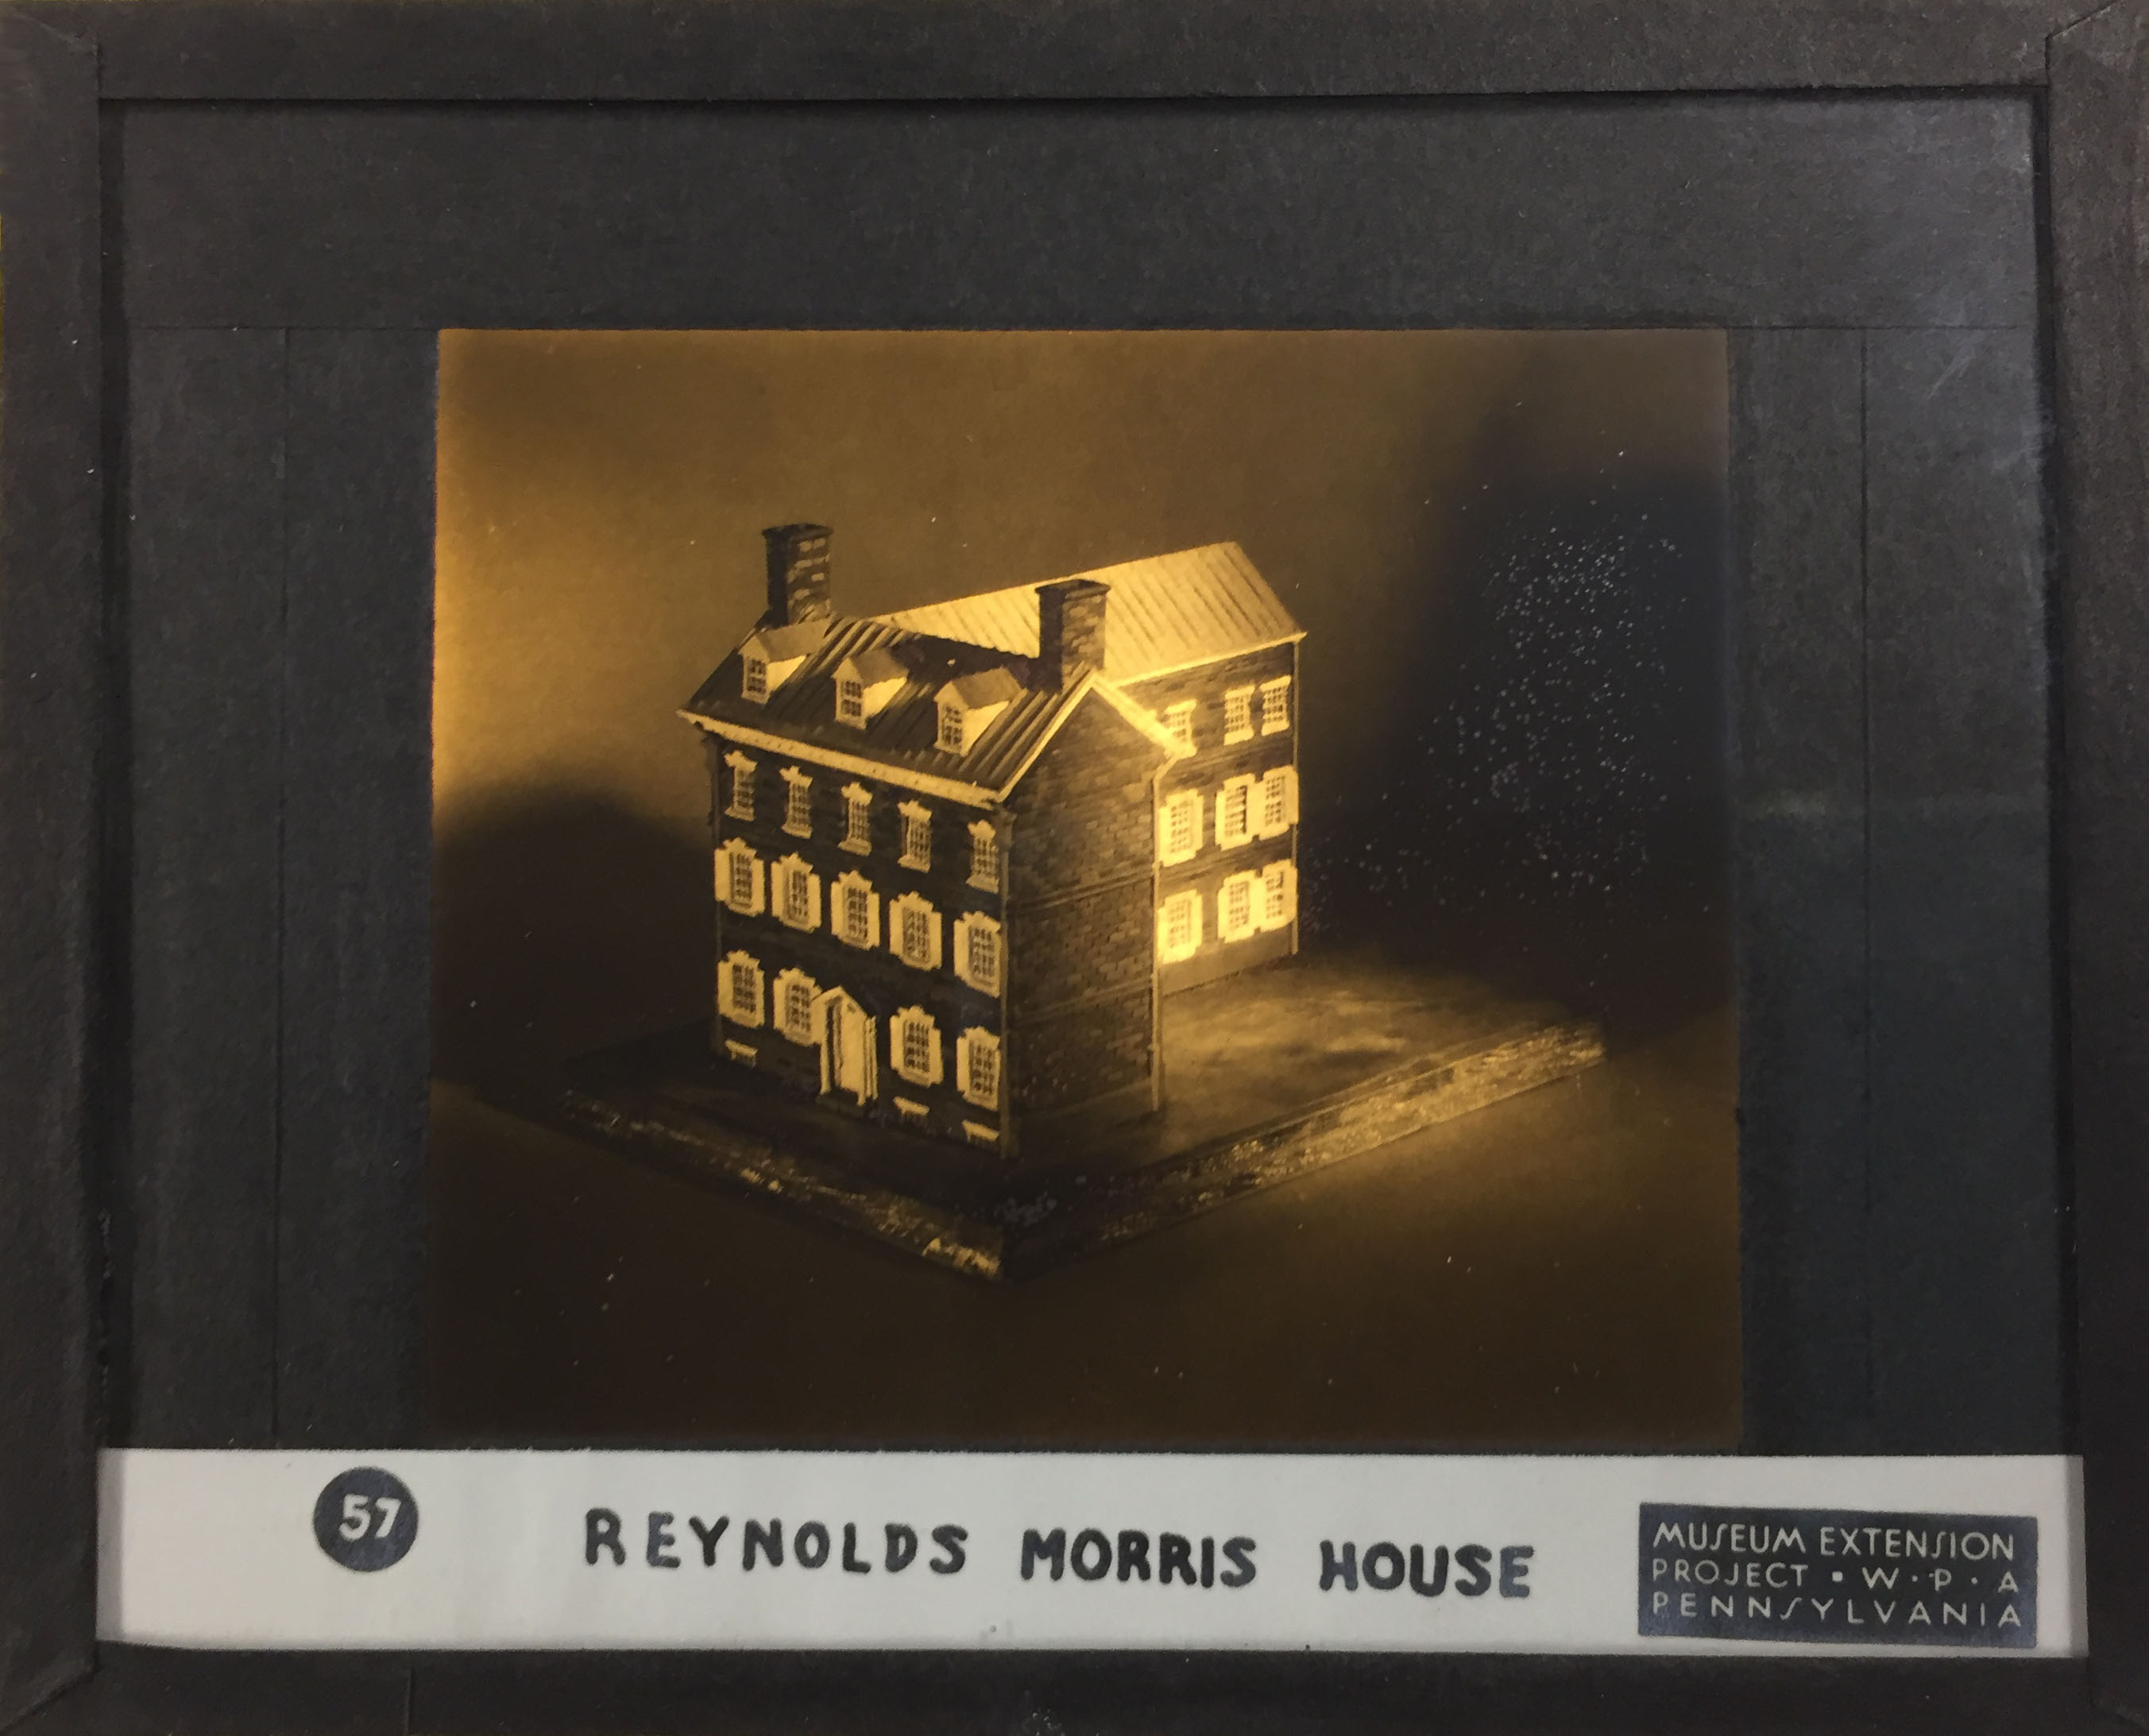 57
REYNOLDS MORRIS HOUSE
MUSEUM EXTENSION
PROJECT ▪ W · P · A
PENNSYLVANIA